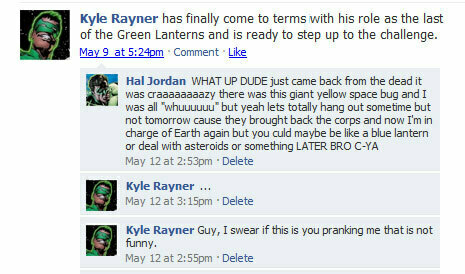 Kyle Rayner has finally come to terms with his role as the last
of the Green Lanterns and is ready to step up to the challenge.
May 9 at 5:24pm · Comment · Like
Hal Jordan WHAT UP DUDE just came back from the dead it
was craaaaaaaazy there was this giant yellow space bug and I
was all "whuuuuuu" but yeah lets totally hang out sometime but
not tomorrow cause they brought back the corps and now I'm in
charge of Earth again but you culd maybe be like a blue lantern
or deal with asteroids or something LATER BRO C-YA
May 12 at 2:53pm · Delete
Kyle Rayner ...
May 12 at 3:15pm · Delete
Kyle Rayner Guy, I swear if this is you pranking me that is not
funny.
May 12 at 2:55pm · Delete